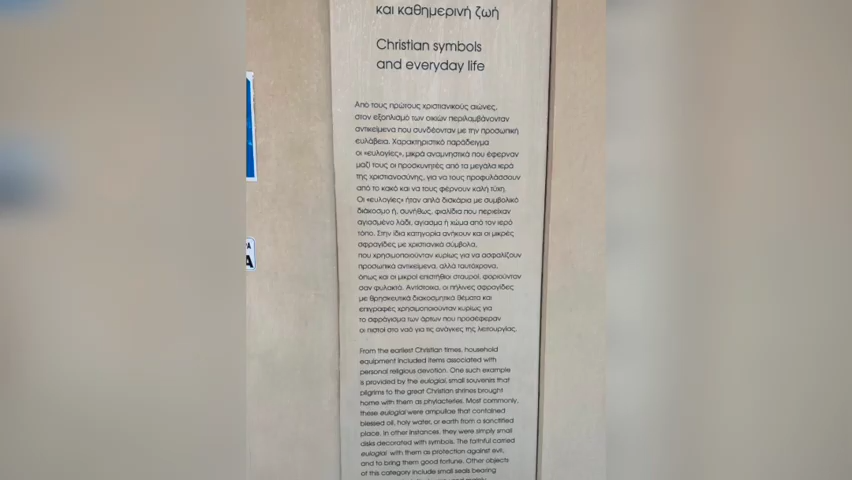 και καθημερινή ζωή
Christian symbols
and everyday life
Από τους πρώτους χριστιανικούς αιώνες,
στον εξοπλισμό των οικιών περιλαμβάνονταν
αντικείμενα που συνδέονταν με την προσωπική
ευλάβεια. Χαρακτηριστικό παράδειγμα
οι «ευλογίες», μικρά αναμνηστικά που έφερναν
μαζί τους οι προσκυνητές από τα μεγάλα ιερά
της χριστιανοσύνης, για να τους προφυλάσσουν
από το κακό και να τους φέρνουν καλή τύχη.
Οι «ευλογίες» ήταν απλά δισκάρια με συμβολικό
διάκοσμο ή, συνήθως, φιαλίδια που περιείχαν
αγιασμένο λάδι, αγίασμα ή χώμα από τον ιερό
τόπο. Στην ίδια κατηγορία ανήκουν και οι μικρές
σφραγίδες με χριστιανικά σύμβολα,
που χρησιμοποιούνταν κυρίως για να ασφαλίζουν
προσωπικά αντικείμενα, αλλά ταυτόχρονα,
όπως και οι μικροί επιστήθιοι σταυροί, φοριούνταν
σαν φυλακτά. Αντίστοιχα, οι πήλινες σφραγίδες
με θρησκευτικά διακοσμητικά θέματα και
επιγραφές χρησιμοποιούνταν κυρίως για
το σφράγισμα των άρτων που προσέφεραν
οι πιστοί στο ναό για τις ανάγκες της λειτουργίας.
From the earliest Christian times, household
equipment included items associated with
personal religious devotion. One such example
is provided by the eulogiai, small souvenirs that
pilgrims to the great Christian shrines brought
home with them as phylacteries. Most commonly,
these eulogiai were ampullae that contained
blessed oil, holy water, or earth from a sanctified
place. In other instances, they were simply small
disks decorated with symbols. The faithful carried
eulogiai with them as protection against evil,
and to bring them good fortune. Other objects
of this category include small seals bearing